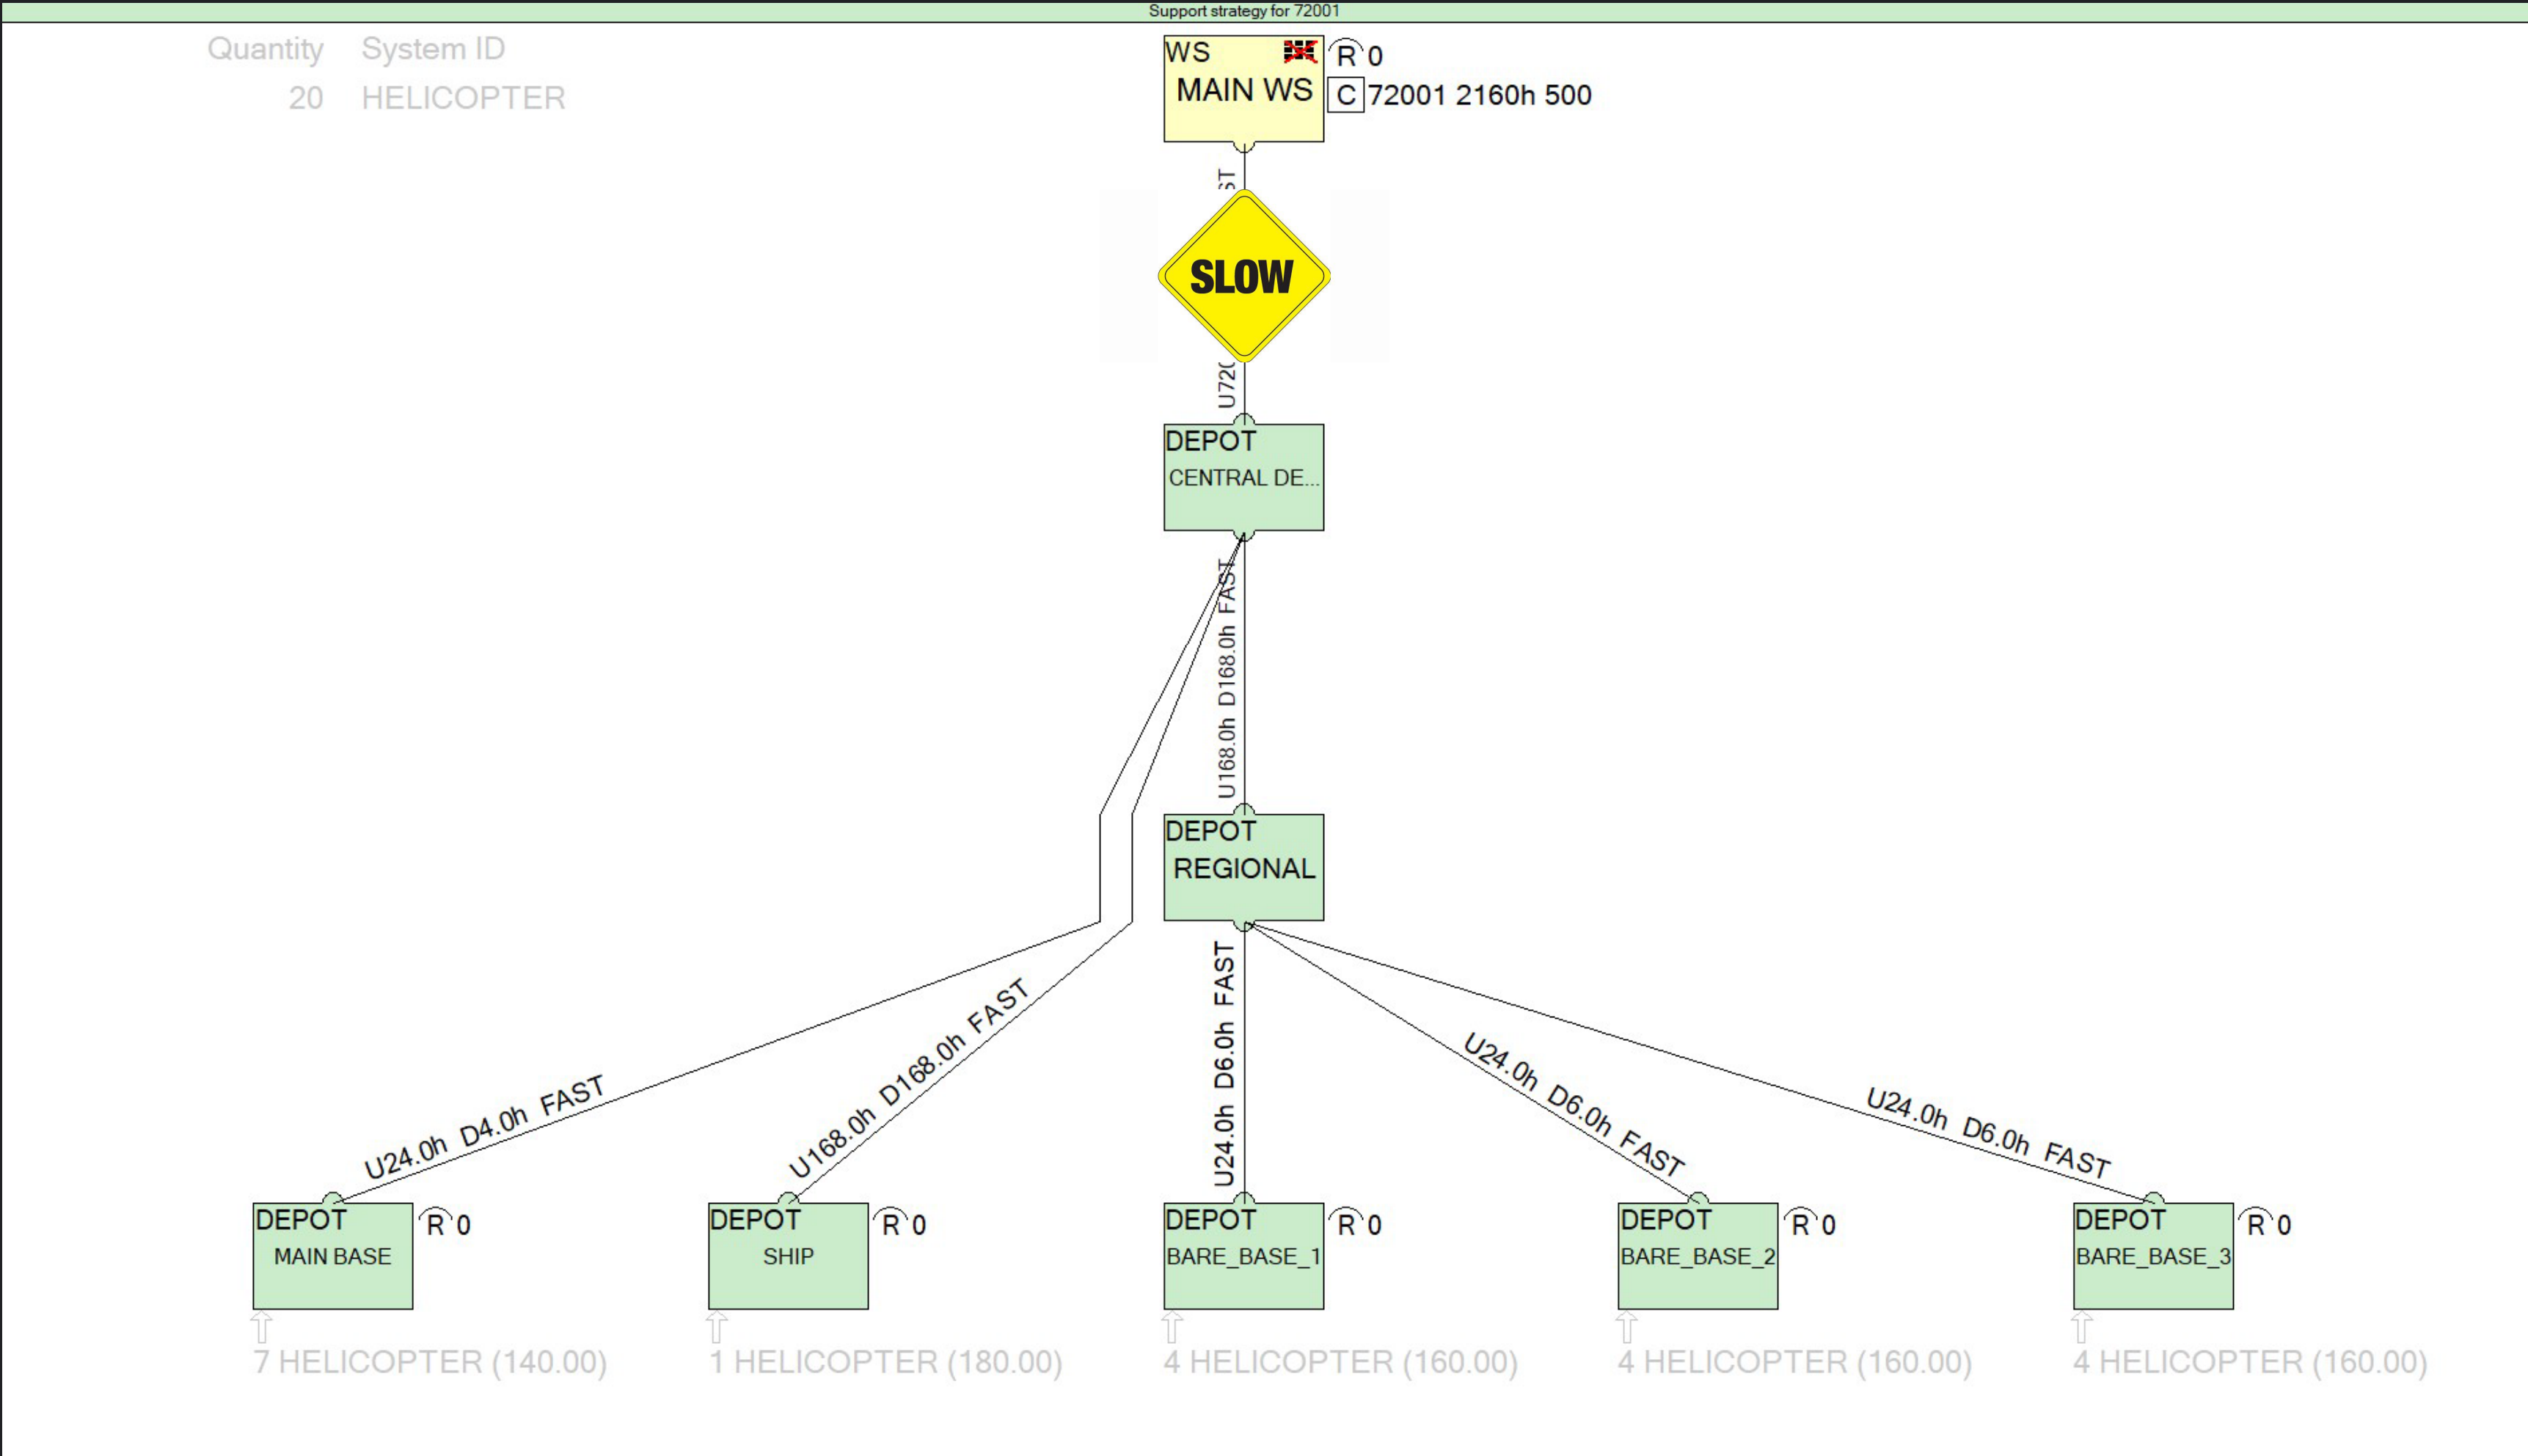 Support strategy for 72001
Quantity System ID
20 HELICOPTER
WS
MAIN WS
R 0
C 72001 2160h 500
SLOW
DEPOT
CENTRAL DE...
U168.0h D168.0h FAST
DEPOT
REGIONAL
U24.0h D4.0h FAST
U168.0h D168.0h FAST
U24.0h D6.0h FAST
U24.0h D6.0h FAST
U24.0h D6.0h FAST
DEPOT
MAIN BASE
R 0
DEPOT
SHIP
R 0
DEPOT
BARE_BASE_1
R 0
DEPOT
BARE_BASE_2
R 0
DEPOT
BARE_BASE_3
R 0
7 HELICOPTER (140.00)
1 HELICOPTER (180.00)
4 HELICOPTER (160.00)
4 HELICOPTER (160.00)
4 HELICOPTER (160.00)